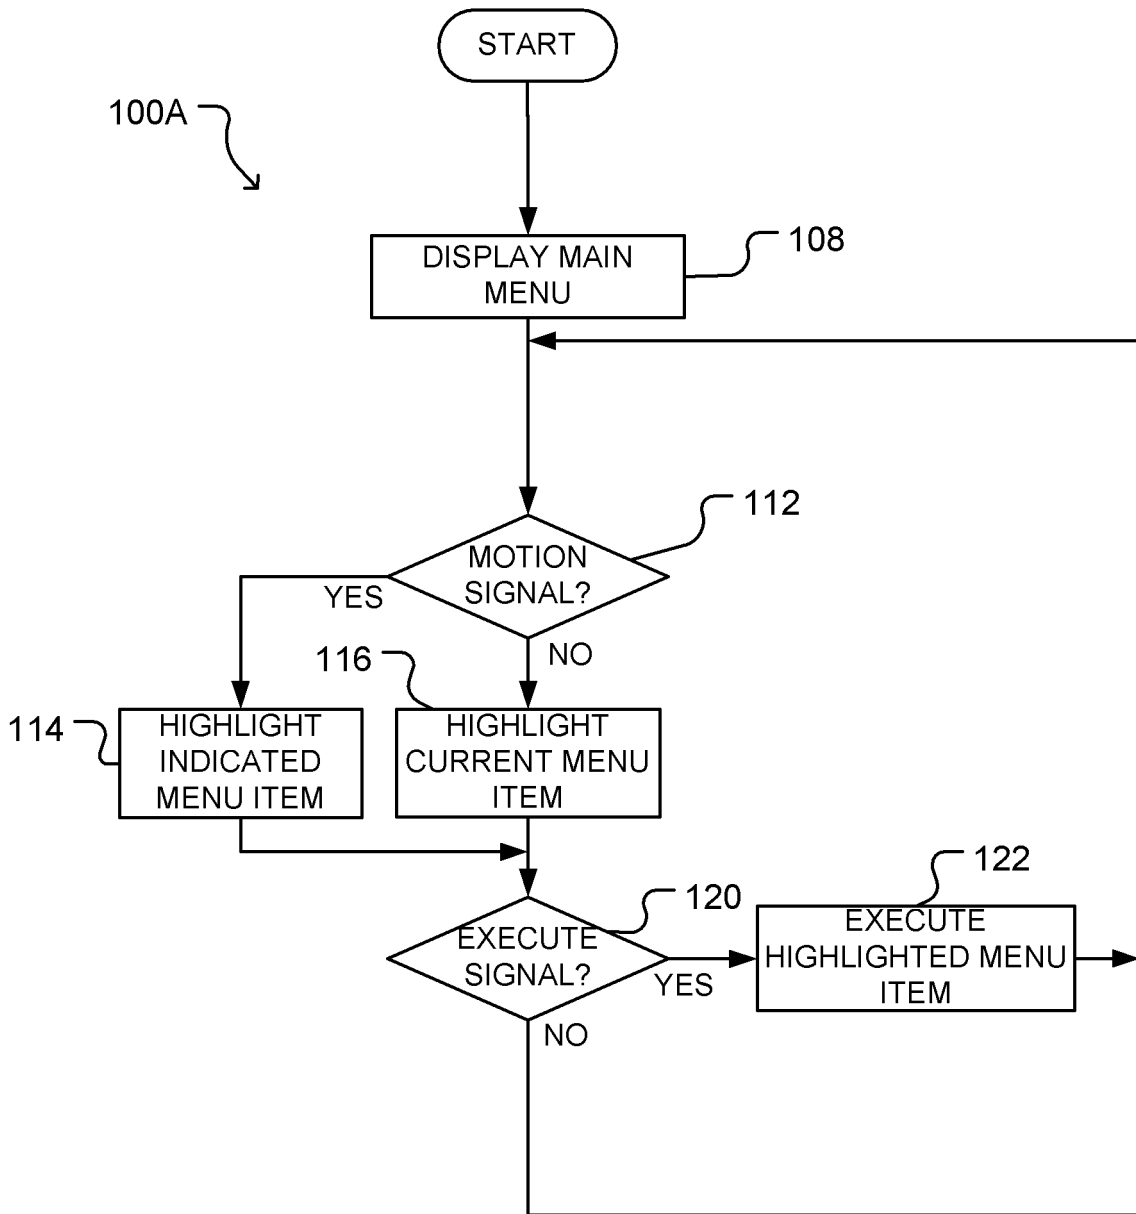 START
100A
108
DISPLAY MAIN
MENU
112
MOTION
SIGNAL?
YES
NO
116
114
HIGHLIGHT
INDICATED
MENU ITEM
HIGHLIGHT
CURRENT MENU
ITEM
120
122
EXECUTE
SIGNAL?
YES
NO
EXECUTE
HIGHLIGHTED MENU
ITEM